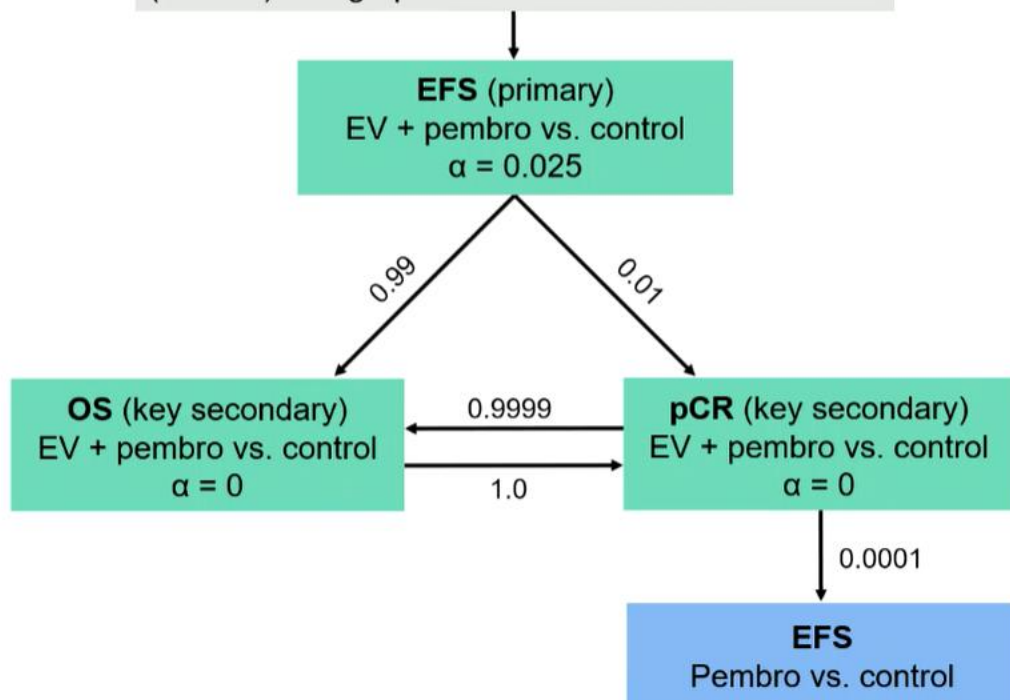 EFS (primary)
EV + pembro vs. control
α = 0.025
0.99
0.01
OS (key secondary)
EV + pembro vs. control
α = 0
0.9999
1.0
pCR (key secondary)
EV + pembro vs. control
α = 0
0.0001
EFS
Pembro vs. control